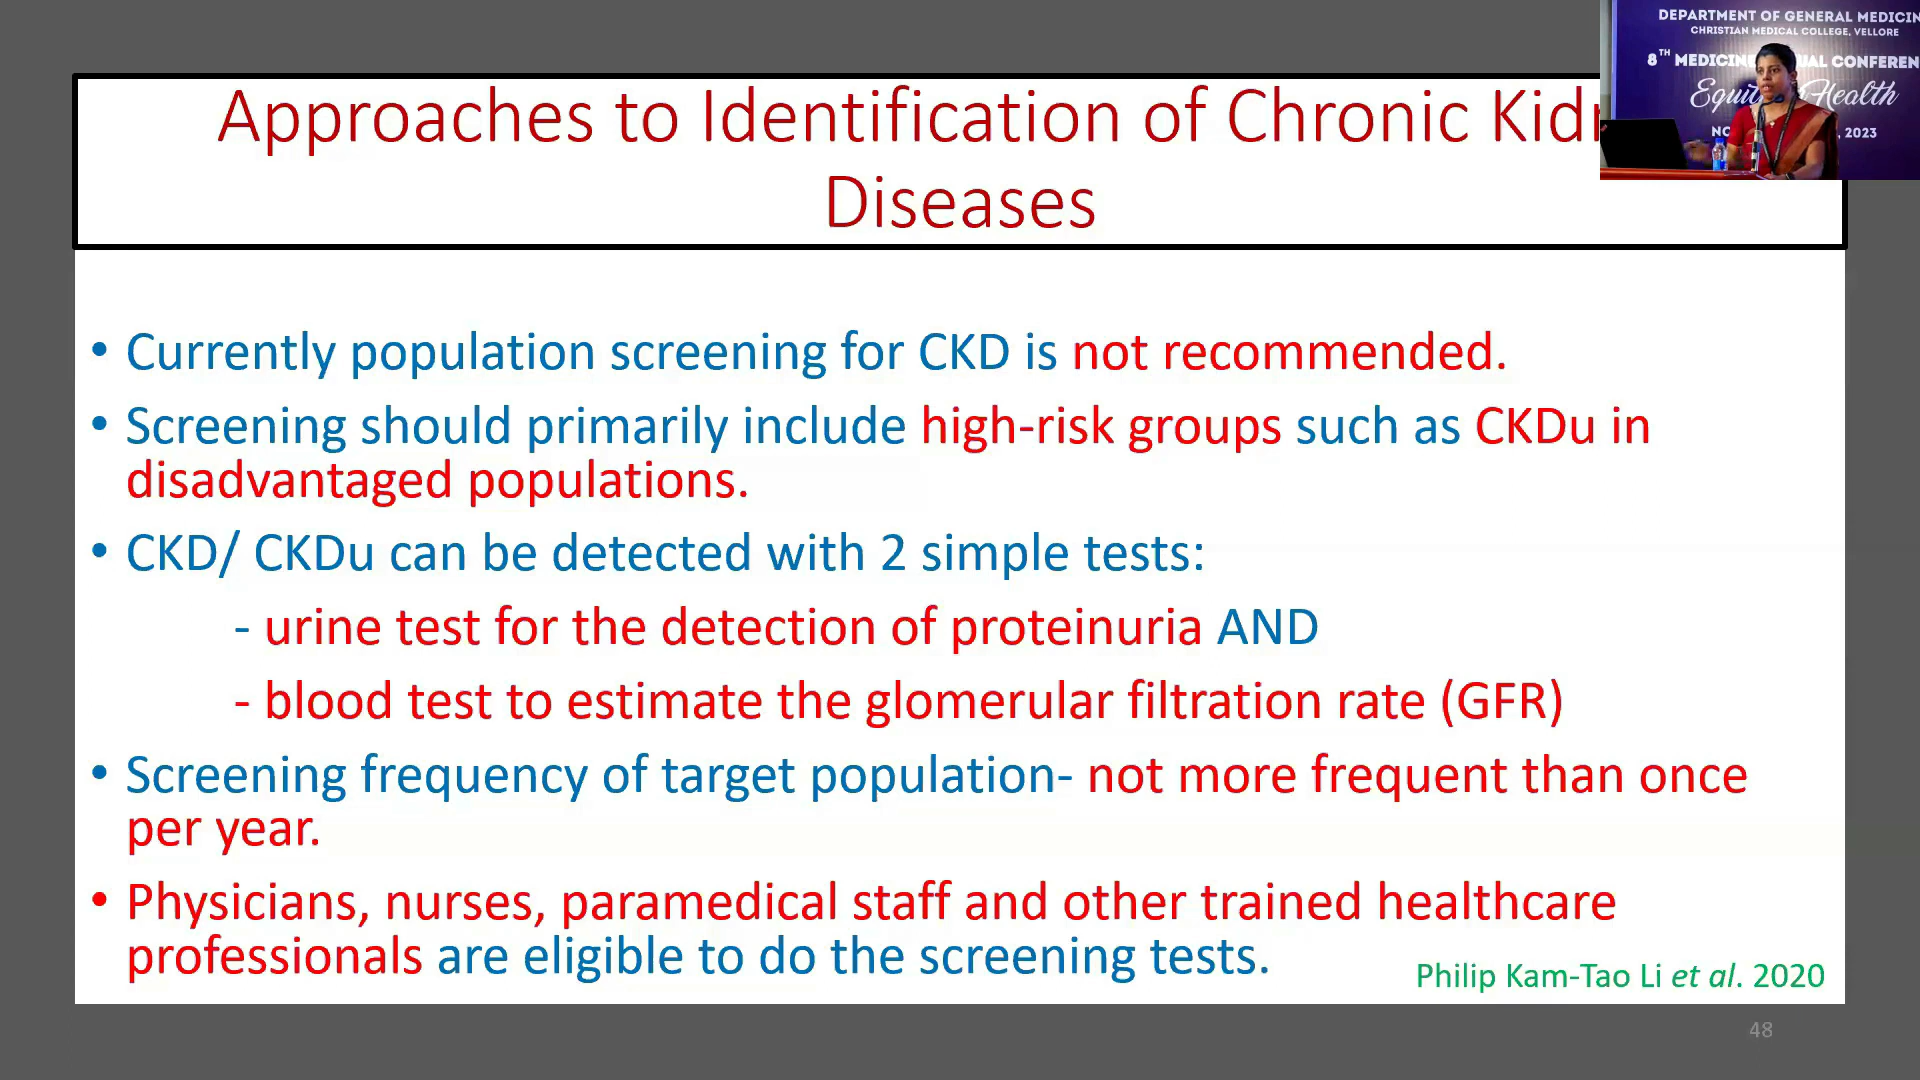 DEPARTMENT OF GENERAL MEDICIN
CHRISTIAN MEDICAL COLLEGE, VELLORE
8TH MEDICINE UAL CONFEREN
Health
, 2023
Approaches to Identification of Chronic Kid
Diseases
• Currently population screening for CKD is not recommended.
• Screening should primarily include high-risk groups such as CKDu in
disadvantaged populations.
• CKD/ CKDu can be detected with 2 simple tests:
- urine test for the detection of proteinuria AND
- blood test to estimate the glomerular filtration rate (GFR)
• Screening frequency of target population- not more frequent than once
per year.
• Physicians, nurses, paramedical staff and other trained healthcare
professionals are eligible to do the screening tests.
Philip Kam-Tao Li et al. 2020
48